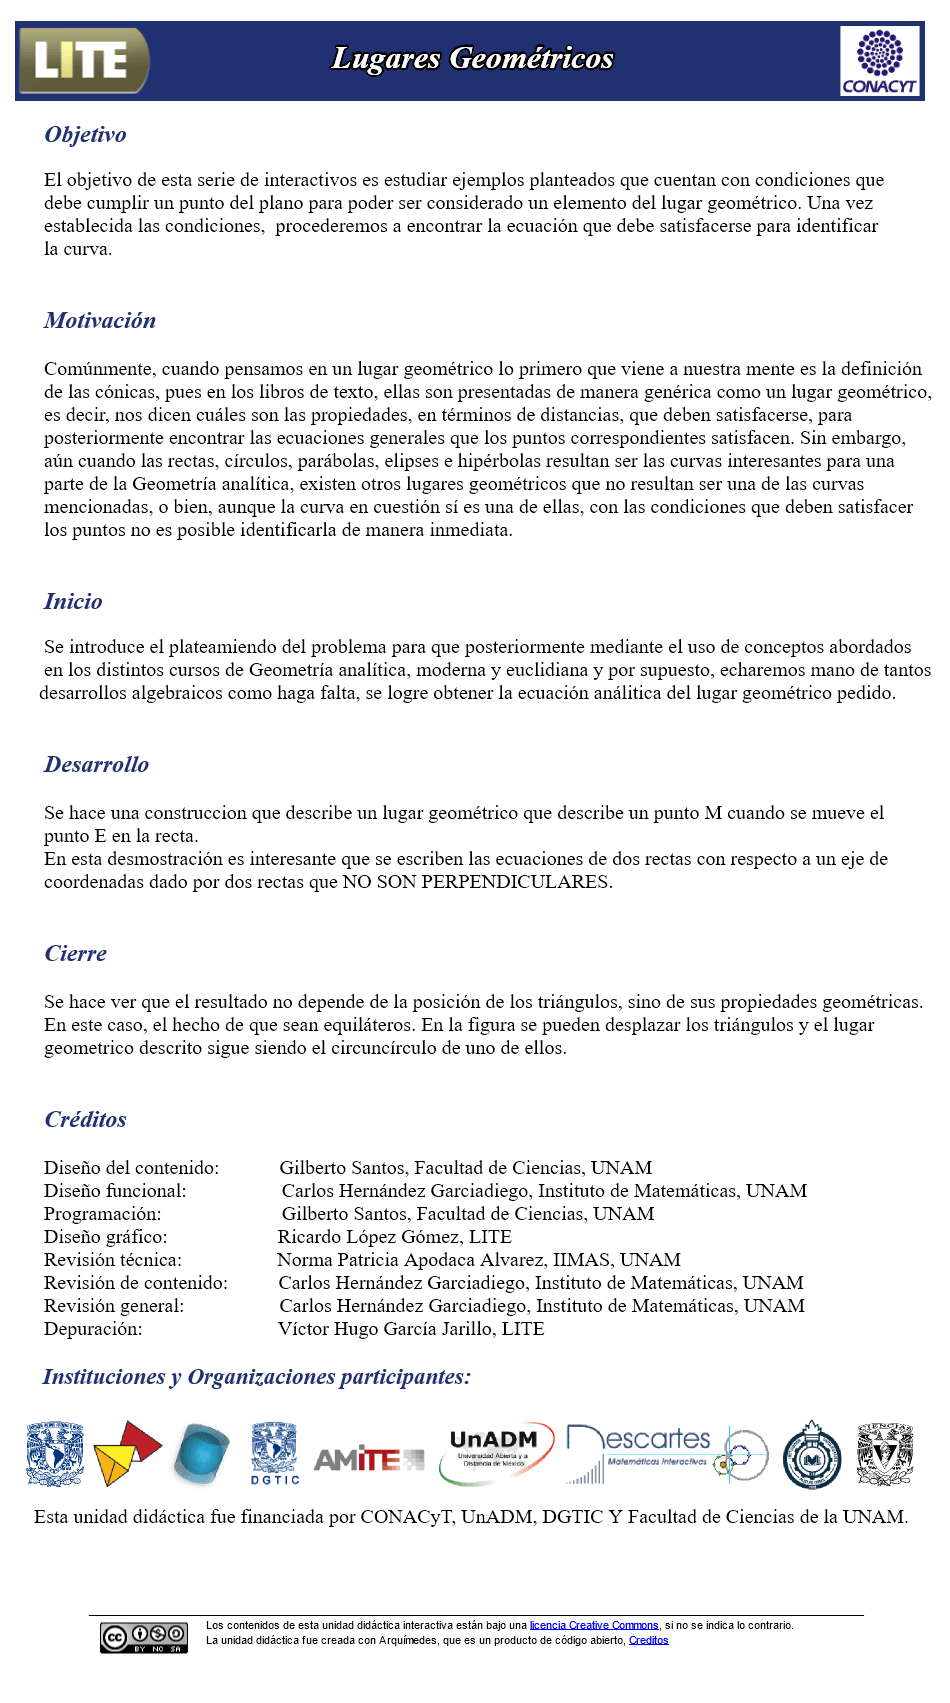 LITE
Lugares Geométricos
CONACYT
Objetivo
El objetivo de esta serie de interactivos es estudiar ejemplos planteados que cuentan con condiciones que
debe cumplir un punto del plano para poder ser considerado un elemento del lugar geométrico. Una vez
establecida las condiciones,  procederemos a encontrar la ecuación que debe satisfacerse para identificar
la curva.
Motivación
Comúnmente, cuando pensamos en un lugar geométrico lo primero que viene a nuestra mente es la definición
de las cónicas, pues en los libros de texto, ellas son presentadas de manera genérica como un lugar geométrico,
es decir, nos dicen cuáles son las propiedades, en términos de distancias, que deben satisfacerse, para
posteriormente encontrar las ecuaciones generales que los puntos correspondientes satisfacen. Sin embargo,
aún cuando las rectas, círculos, parábolas, elipses e hipérbolas resultan ser las curvas interesantes para una
parte de la Geometría analítica, existen otros lugares geométricos que no resultan ser una de las curvas
mencionadas, o bien, aunque la curva en cuestión sí es una de ellas, con las condiciones que deben satisfacer
los puntos no es posible identificarla de manera inmediata.
Inicio
Se introduce el plateamiendo del problema para que posteriormente mediante el uso de conceptos abordados
en los distintos cursos de Geometría analítica, moderna y euclidiana y por supuesto, echaremos mano de tantos
desarrollos algebraicos como haga falta, se logre obtener la ecuación análitica del lugar geométrico pedido.
Desarrollo
Se hace una construccion que describe un lugar geométrico que describe un punto M cuando se mueve el
punto E en la recta.
En esta desmostración es interesante que se escriben las ecuaciones de dos rectas con respecto a un eje de
coordenadas dado por dos rectas que NO SON PERPENDICULARES.
Cierre
Se hace ver que el resultado no depende de la posición de los triángulos, sino de sus propiedades geométricas.
En este caso, el hecho de que sean equiláteros. En la figura se pueden desplazar los triángulos y el lugar
geometrico descrito sigue siendo el circuncírculo de uno de ellos.
Créditos
Diseño del contenido: Gilberto Santos, Facultad de Ciencias, UNAM
Diseño funcional: Carlos Hernández Garciadiego, Instituto de Matemáticas, UNAM
Programación: Gilberto Santos, Facultad de Ciencias, UNAM
Diseño gráfico: Ricardo López Gómez, LITE
Revisión técnica: Norma Patricia Apodaca Alvarez, IIMAS, UNAM
Revisión de contenido: Carlos Hernández Garciadiego, Instituto de Matemáticas, UNAM
Revisión general: Carlos Hernández Garciadiego, Instituto de Matemáticas, UNAM
Depuración: Víctor Hugo García Jarillo, LITE
Instituciones y Organizaciones participantes:
DGTIC
AMITE
UnADM
Universidad Abierta y a
Distancia de México
Descartes
Matemáticas Interactivas
CIENCIAS
Esta unidad didáctica fue financiada por CONACyT, UnADM, DGTIC Y Facultad de Ciencias de la UNAM.
cc BY NC SA
Los contenidos de esta unidad didáctica interactiva están bajo una licencia Creative Commons, si no se indica lo contrario.
La unidad didáctica fue creada con Arquímedes, que es un producto de código abierto, Creditos